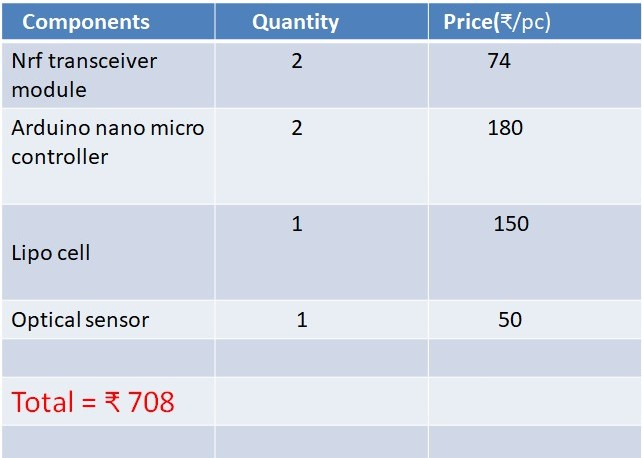 Components Quantity Price(₹/pc)
Nrf transceiver 2 74
module
Arduino nano micro 2 180
controller
1 150
Lipo cell
Optical sensor 1 50
Total = ₹ 708